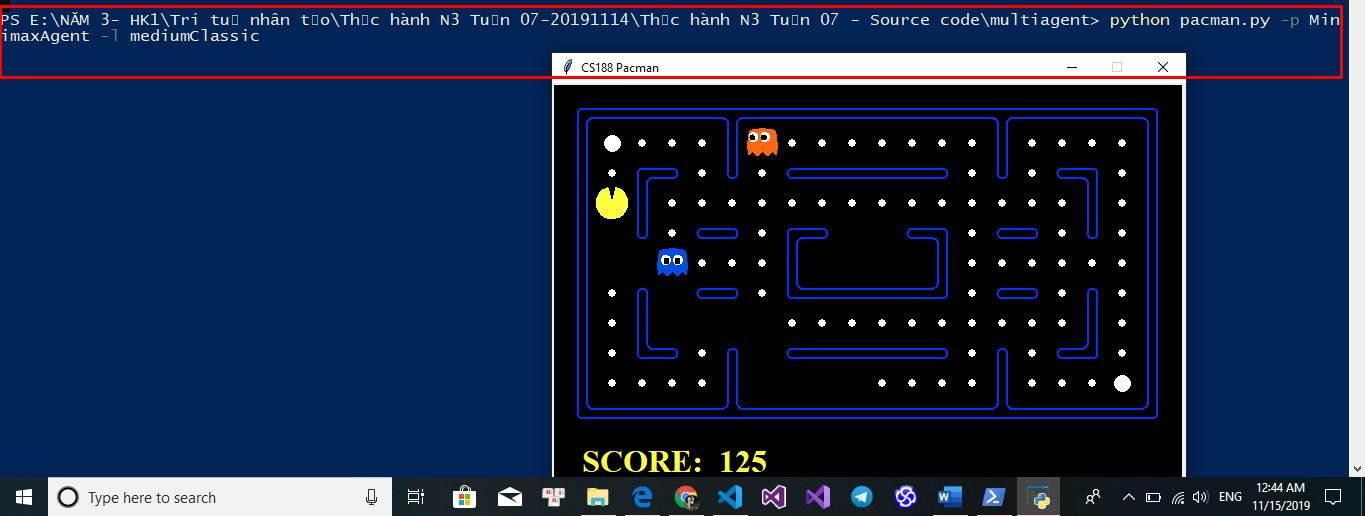 PS E:\NĂM 3- HK1\Trí tu▯ nhân t▯o\Th▯c hành N3 Tu▯n 07-20191114\Th▯c hành N3 Tu▯n 07 - Source code\multiagent> python pacman.py -p Min
imaxAgent -l mediumClassic
CS188 Pacman
SCORE: 125
Type here to search
ENG
12:44 AM
11/15/2019